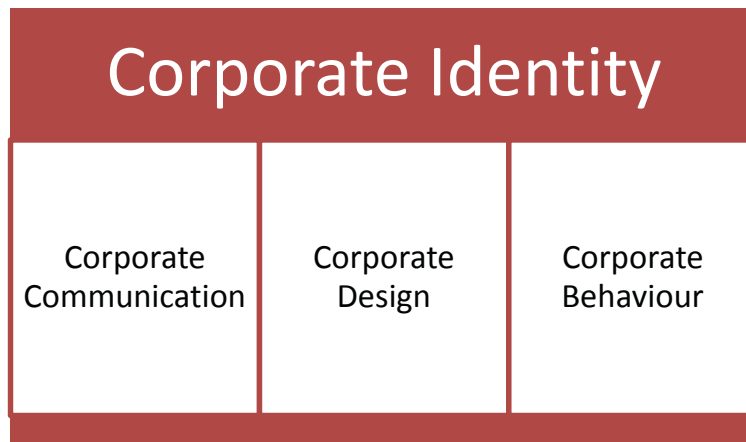 Corporate Identity
Corporate
Communication
Corporate
Design
Corporate
Behaviour